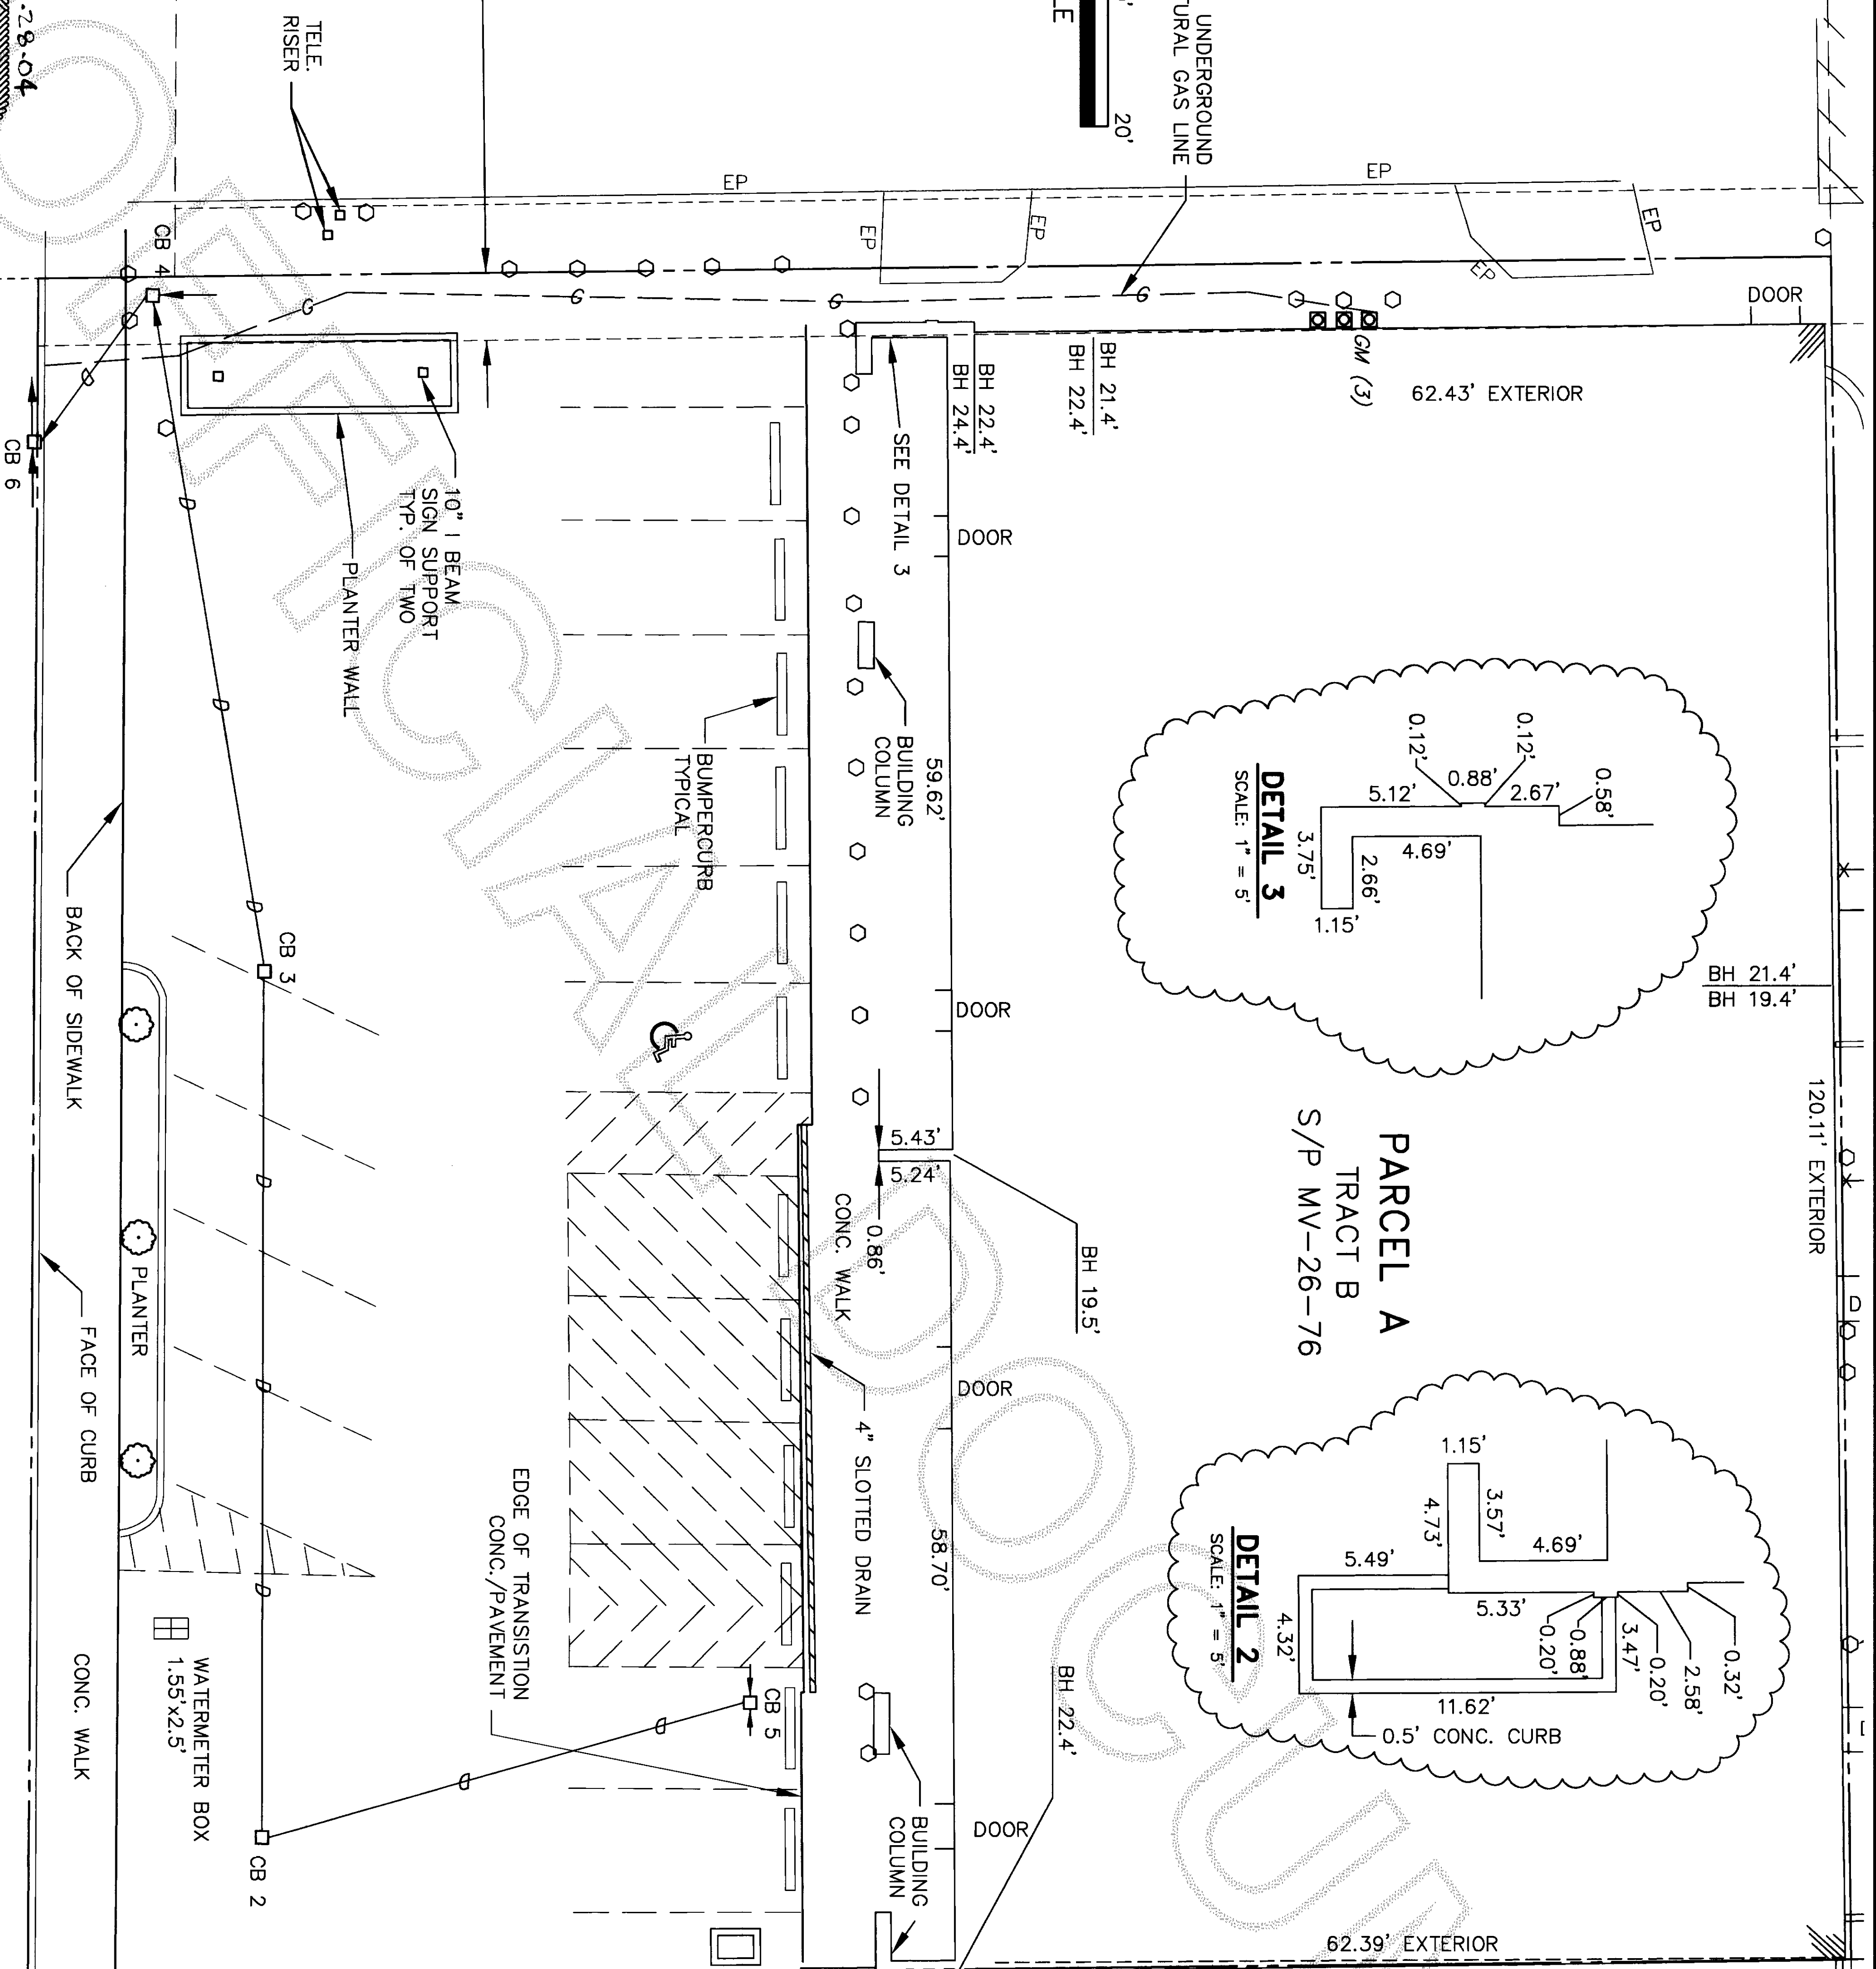 UNDERGROUND
TURAL GAS LINE
20'
LE
TELE.
RISER
-28-04
EP
EP
EP
EP
EP
EP
DOOR
GM (3)
62.43' EXTERIOR
BH 21.4'
BH 22.4'
BH 22.4'
BH 24.4'
SEE DETAIL 3
DOOR
CB 4
CB 6
G
G
G
G
G
10" I BEAM
SIGN SUPPORT
TYP. OF TWO
PLANTER WALL
BUILDING
COLUMN
59.62'
BUMPERCURB
TYPICAL
0.12'
0.12'
0.88'
5.12'
2.67'
0.58'
4.69'
3.75'
2.66'
1.15'
DETAIL 3
SCALE: 1" = 5'
BH 21.4'
BH 19.4'
120.11' EXTERIOR
PARCEL A
TRACT B
S/P MV-26-76
DOOR
5.43'
5.24'
0.86'
CONC. WALK
BH 19.5'
DOOR
4" SLOTTED DRAIN
58.70'
BH 22.4'
CB 3
D
D
D
D
D
D
D
D
D
BACK OF SIDEWALK
FACE OF CURB
PLANTER
EDGE OF TRANSISTION
CONC./PAVEMENT
CB 5
WATERMETER BOX
1.55'x2.5'
CONC. WALK
CB 2
BUILDING
COLUMN
DOOR
1.15'
3.57'
4.73'
4.69'
5.49'
5.33'
4.32'
0.20'
0.88'
3.47'
0.20'
2.58'
0.32'
11.62'
0.5' CONC. CURB
DETAIL 2
SCALE: 1" = 5'
62.39' EXTERIOR
OFFICIAL DOCUM